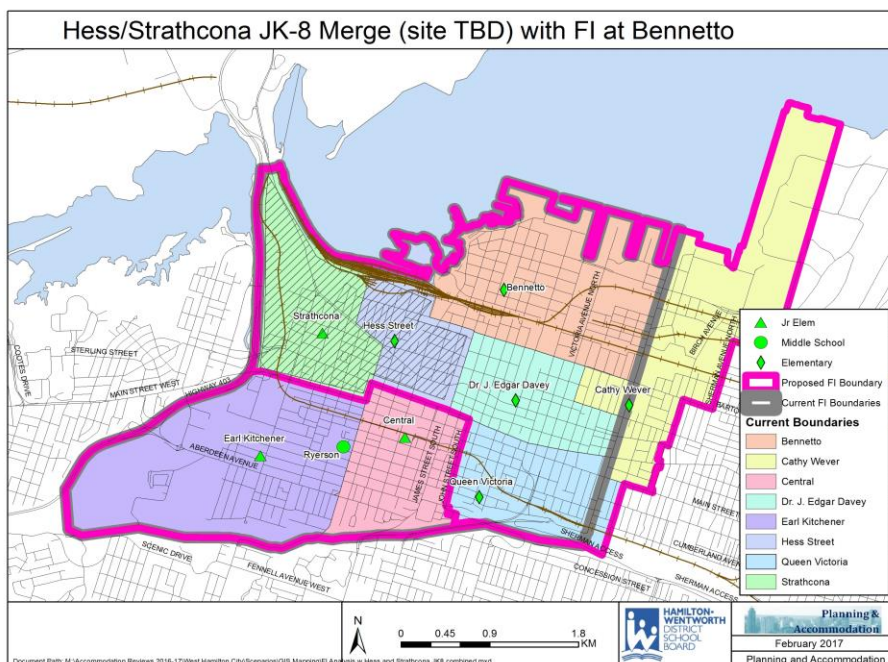 Hess/Strathcona JK-8 Merge (site TBD) with FI at Bennetto
Bennetto
VICTORIA AVENUE NORTH
BIRCH AVENUE
SHERMAN AVENUE NORTH
Strathcona
Hess Street
STERLING STREET
COOTES DRIVE
MAIN STREET WEST
HIGHWAY 403
Dr. J. Edgar Davey
Cathy Wever
Central
Earl Kitchener
Ryerson
ABERDEEN AVENUE
JAMES STREET SOUTH
JOHN STREET SOUTH
Queen Victoria
MAIN STREET
SHERMAN ACCESS
CUMBERLAND AVEN
SCENIC DRIVE
FENNELL AVENUE WEST
CONCESSION STREET
SHERMAN ACCESS
Jr Elem
Middle School
Elementary
Proposed FI Boundary
Current FI Boundaries
Current Boundaries
Bennetto
Cathy Wever
Central
Dr. J. Edgar Davey
Earl Kitchener
Hess Street
Queen Victoria
Strathcona
N
0 0.45 0.9 1.8
KM
HAMILTON-
WENTWORTH
DISTRICT
SCHOOL
BOARD
Planning &
Accommodation
February 2017
Planning and Accommodation